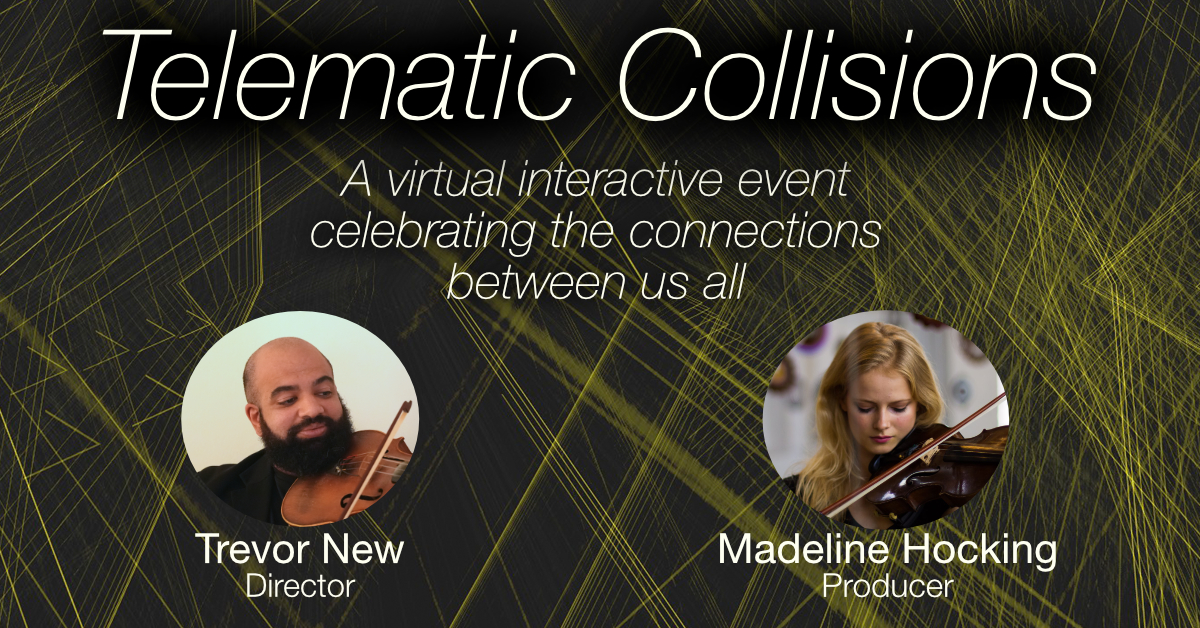 Telematic Collisions
A virtual interactive event
celebrating the connections
between us all
Trevor New
Director
Madeline Hocking
Producer